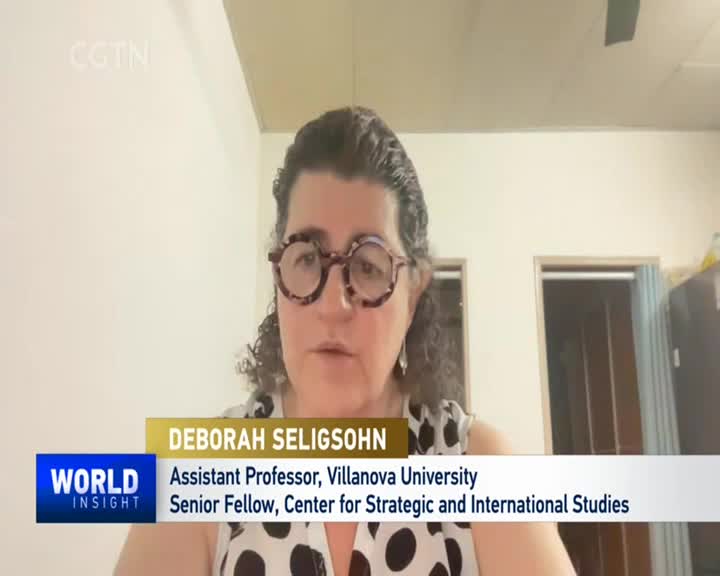 CGTN
DEBORAH SELIGSOHN
WORLD
INSIGHT
Assistant Professor, Villanova University
Senior Fellow, Center for Strategic and International Studies